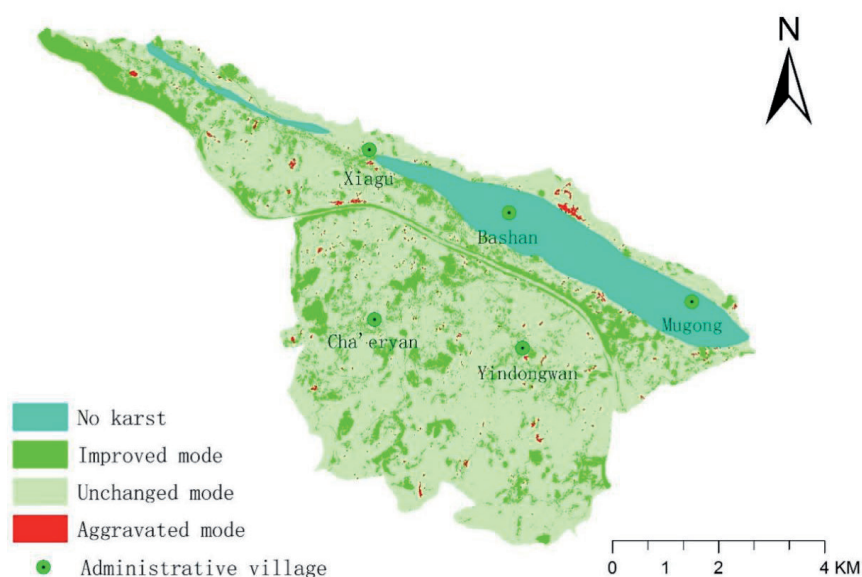 N
Xiagu
Bashan
Mugong
Cha'eryan
Yindongwan
No karst
Improved mode
Unchanged mode
Aggravated mode
Administrative village
0 1 2 4 KM